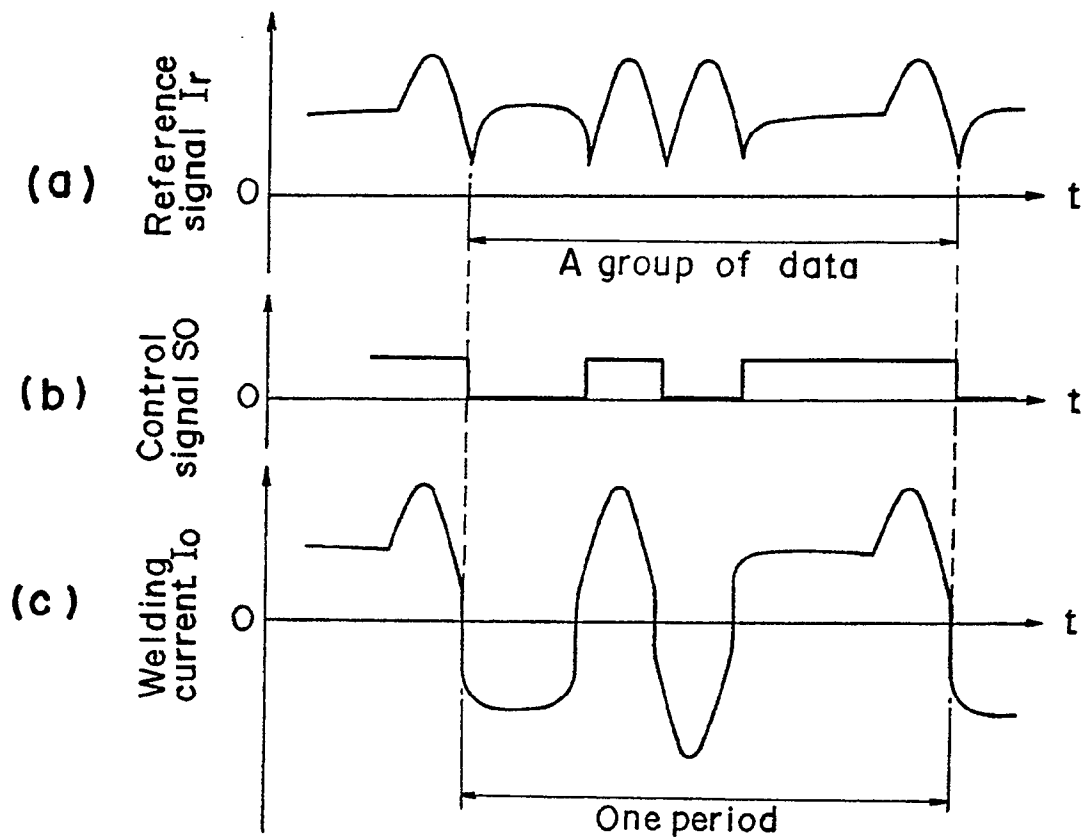 (a)
Reference
signal Ir
O
t
A group of data
(b)
Control
signal SO
O
t
(c)
Welding
current Io
O
t
One period